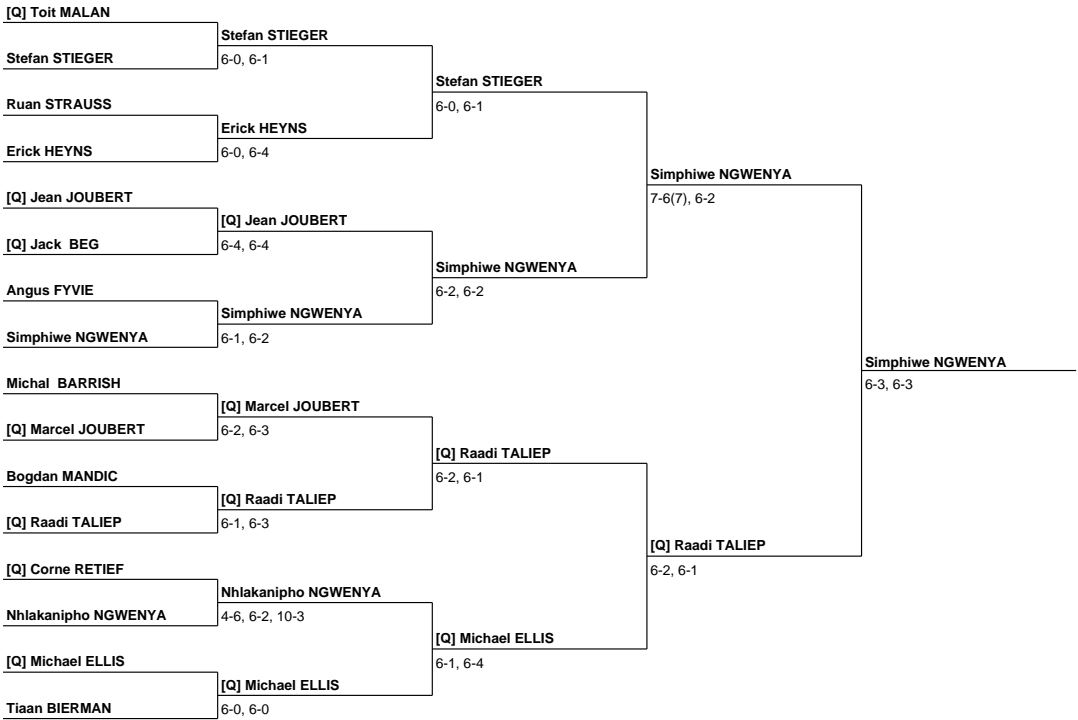 [Q] Toit MALAN
Stefan STIEGER
Stefan STIEGER
6-0, 6-1
Stefan STIEGER
6-0, 6-1
Ruan STRAUSS
Erick HEYNS
6-0, 6-4
Erick HEYNS
Simphiwe NGWENYA
7-6(7), 6-2
[Q] Jean JOUBERT
[Q] Jean JOUBERT
6-4, 6-4
[Q] Jack BEG
Simphiwe NGWENYA
6-2, 6-2
Angus FYVIE
Simphiwe NGWENYA
6-1, 6-2
Simphiwe NGWENYA
Simphiwe NGWENYA
6-3, 6-3
Michal BARRISH
[Q] Marcel JOUBERT
6-2, 6-3
[Q] Marcel JOUBERT
[Q] Raadi TALIEP
6-2, 6-1
Bogdan MANDIC
[Q] Raadi TALIEP
6-1, 6-3
[Q] Raadi TALIEP
[Q] Raadi TALIEP
6-2, 6-1
[Q] Corne RETIEF
Nhlakanipho NGWENYA
4-6, 6-2, 10-3
Nhlakanipho NGWENYA
[Q] Michael ELLIS
6-1, 6-4
[Q] Michael ELLIS
[Q] Michael ELLIS
6-0, 6-0
Tiaan BIERMAN